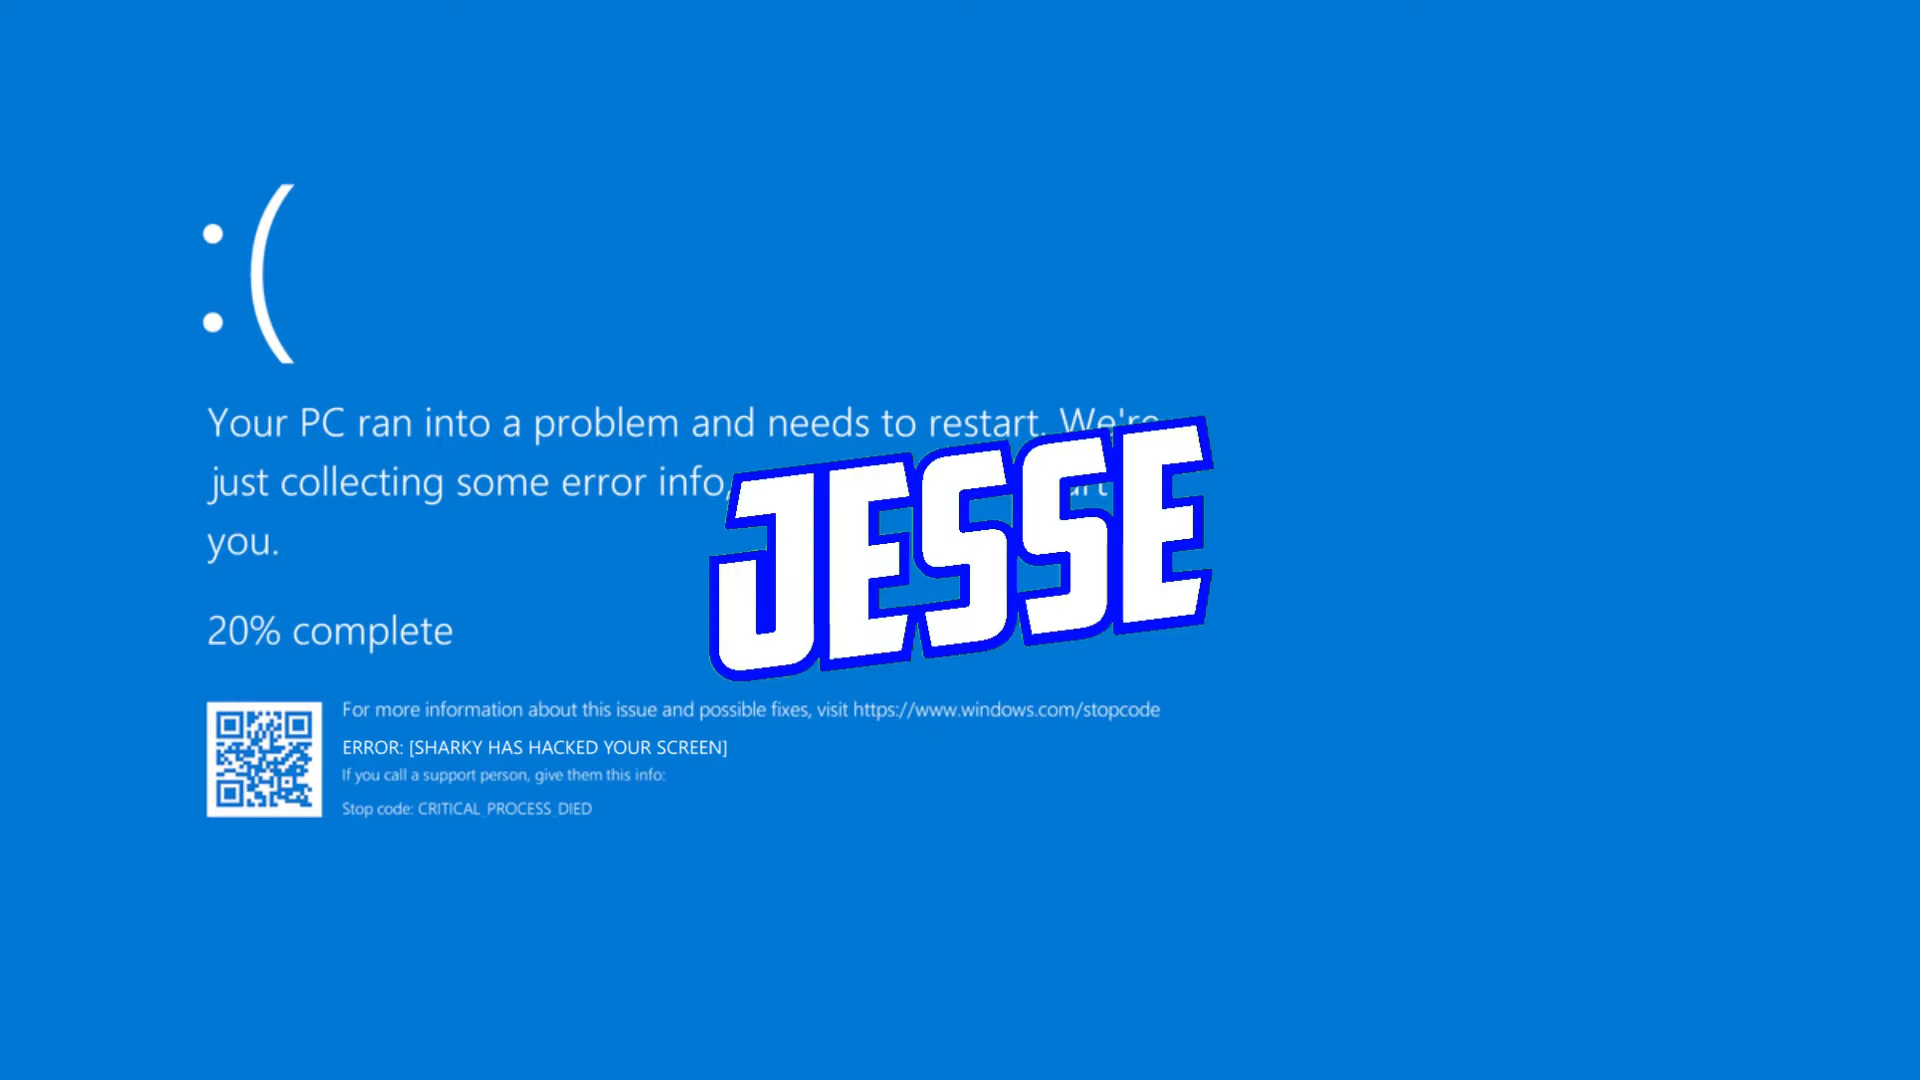 :(
Your PC ran into a problem and needs to restart. We're
just collecting some error info,
you.
JESSE
20% complete
For more information about this issue and possible fixes, visit https://www.windows.com/stopcode
ERROR: [SHARKY HAS HACKED YOUR SCREEN]
If you call a support person, give them this info:
Stop code: CRITICAL_PROCESS_DIED